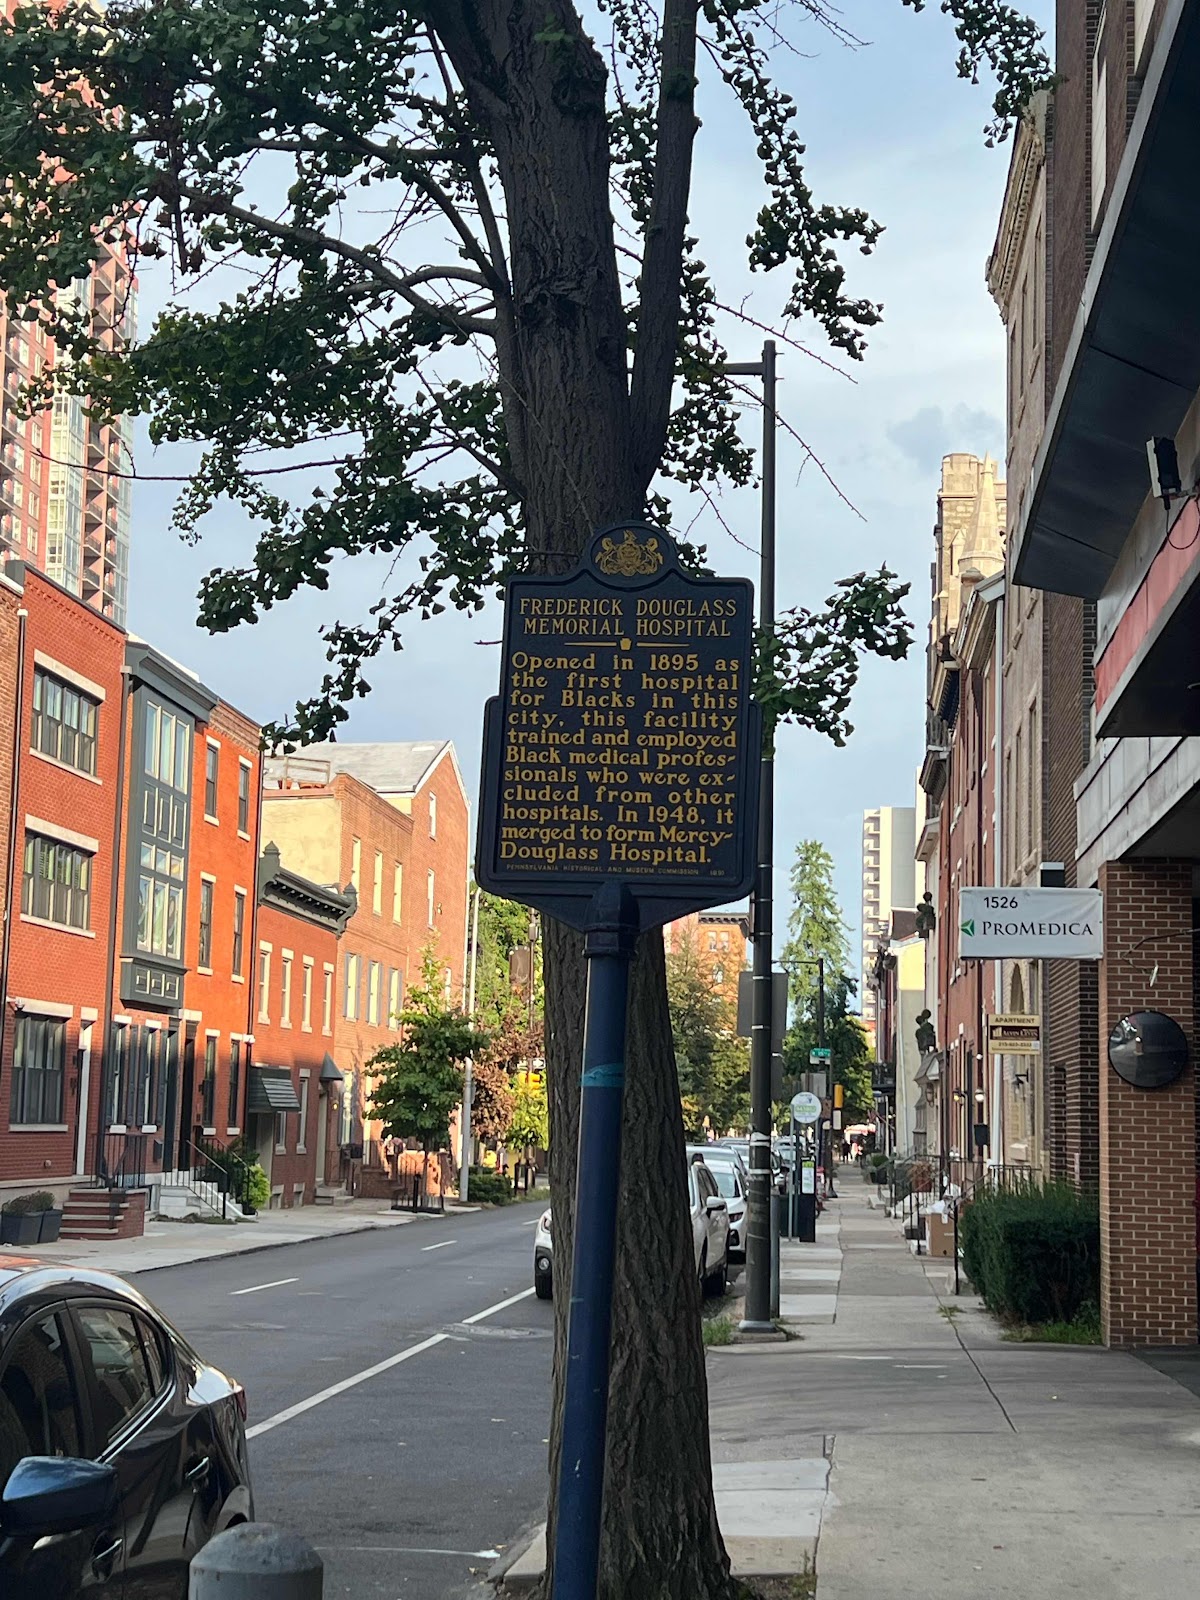 FREDERICK DOUGLASS
MEMORIAL HOSPITAL
Opened in 1895 as
the first hospital
for Blacks in this
city, this facility
trained and employed
Black medical profes-
sionals who were ex-
cluded from other
hospitals. In 1948, it
merged to form Mercy-
Douglass Hospital.
PENNSYLVANIA HISTORICAL AND MUSEUM COMMISSION 1991
1526
PROMEDICA
APARTMENT